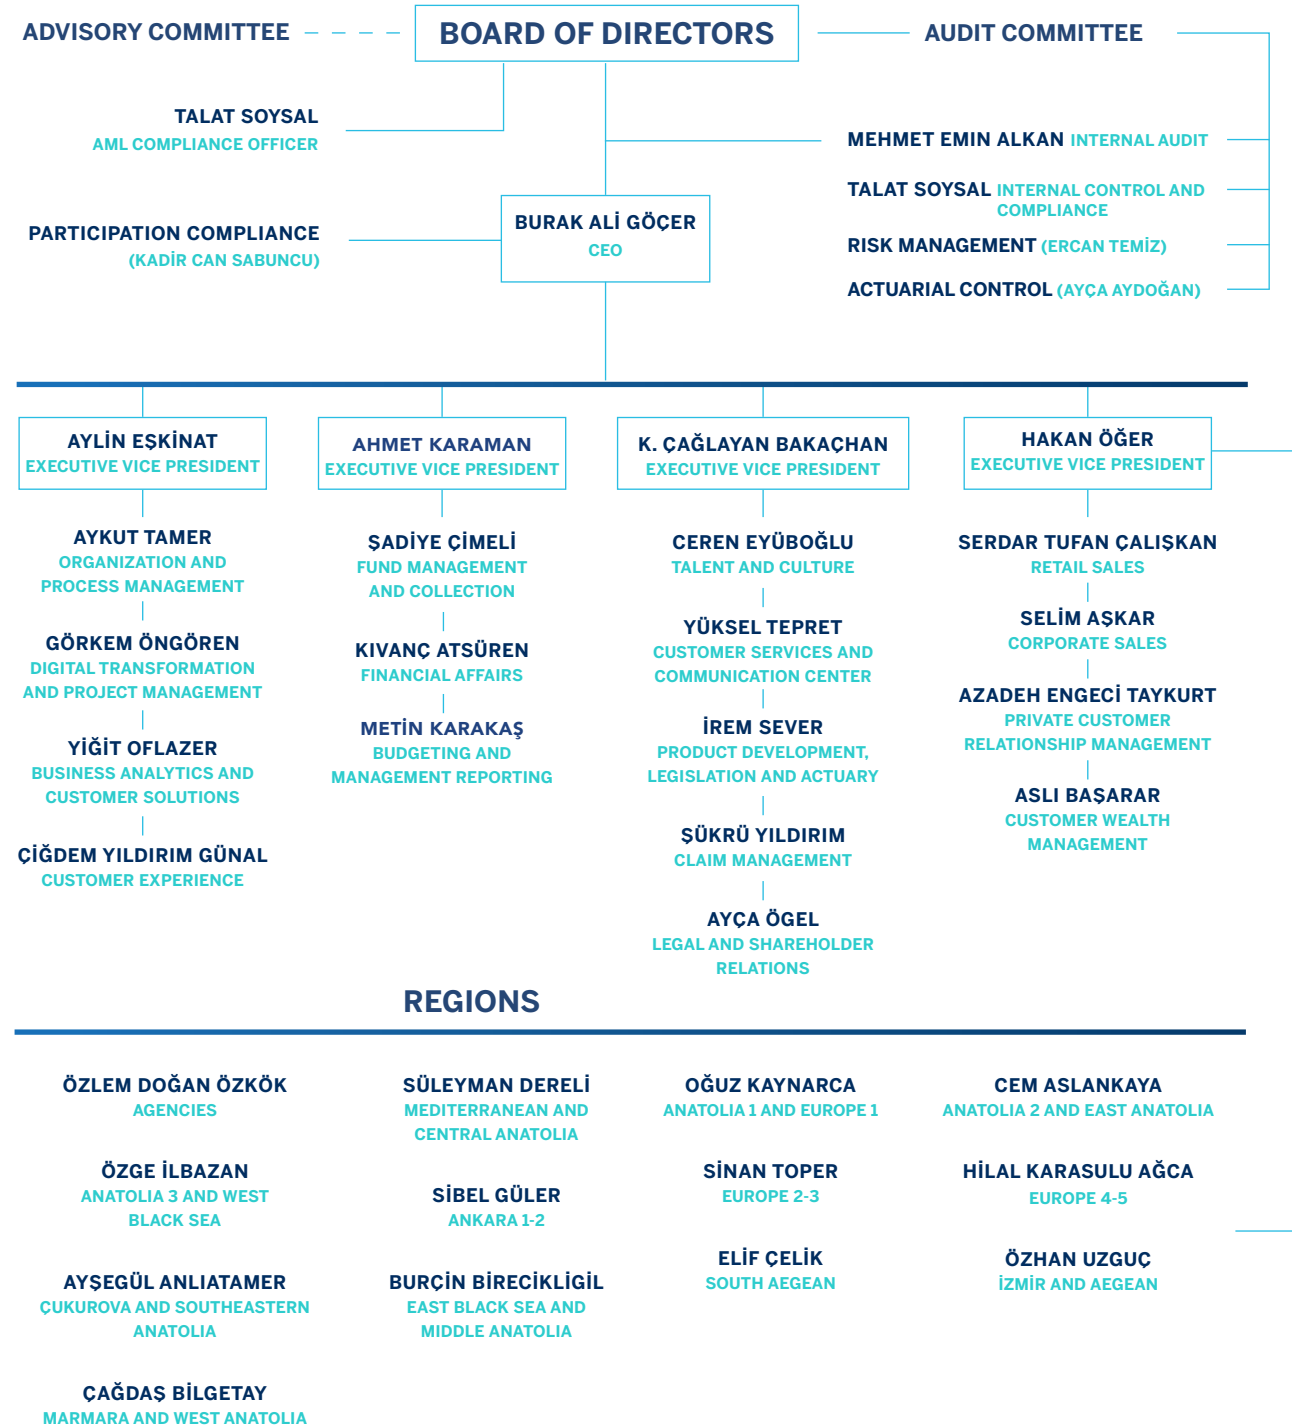 ADVISORY COMMITTEE
BOARD OF DIRECTORS
AUDIT COMMITTEE
TALAT SOYSAL
AML COMPLIANCE OFFICER
MEHMET EMIN ALKAN INTERNAL AUDIT
TALAT SOYSAL INTERNAL CONTROL AND
COMPLIANCE
RISK MANAGEMENT (ERCAN TEMİZ)
ACTUARIAL CONTROL (AYÇA AYDOĞAN)
PARTICIPATION COMPLIANCE
(KADİR CAN SABUNCU)
BURAK ALİ GÖÇER
CEO
AYLİN EŞKİNAT
EXECUTIVE VICE PRESIDENT
AYKUT TAMER
ORGANIZATION AND
PROCESS MANAGEMENT
GÖRKEM ÖNGÖREN
DIGITAL TRANSFORMATION
AND PROJECT MANAGEMENT
YİĞİT OFLAZER
BUSINESS ANALYTICS AND
CUSTOMER SOLUTIONS
ÇİĞDEM YILDIRIM GÜNAL
CUSTOMER EXPERIENCE
AHMET KARAMAN
EXECUTIVE VICE PRESIDENT
ŞADİYE ÇİMELİ
FUND MANAGEMENT
AND COLLECTION
KIVANÇ ATSÜREN
FINANCIAL AFFAIRS
METİN KARAKAŞ
BUDGETING AND
MANAGEMENT REPORTING
K. ÇAĞLAYAN BAKAÇHAN
EXECUTIVE VICE PRESIDENT
CEREN EYÜBOĞLU
TALENT AND CULTURE
YÜKSEL TEPRET
CUSTOMER SERVICES AND
COMMUNICATION CENTER
İREM SEVER
PRODUCT DEVELOPMENT,
LEGISLATION AND ACTUARY
ŞÜKRÜ YILDIRIM
CLAIM MANAGEMENT
AYÇA ÖGEL
LEGAL AND SHAREHOLDER
RELATIONS
HAKAN ÖĞER
EXECUTIVE VICE PRESIDENT
SERDAR TUFAN ÇALIŞKAN
RETAIL SALES
SELİM AŞKAR
CORPORATE SALES
AZADEH ENGECİ TAYKURT
PRIVATE CUSTOMER
RELATIONSHIP MANAGEMENT
ASLI BAŞARAR
CUSTOMER WEALTH
MANAGEMENT
REGIONS
ÖZLEM DOĞAN ÖZKÖK
AGENCIES
ÖZGE İLBAZAN
ANATOLIA 3 AND WEST
BLACK SEA
AYŞEGÜL ANLIATAMER
ÇUKUROVA AND SOUTHEASTERN
ANATOLIA
ÇAĞDAŞ BİLGETAY
MARMARA AND WEST ANATOLIA
SÜLEYMAN DERELİ
MEDITERRANEAN AND
CENTRAL ANATOLIA
SİBEL GÜLER
ANKARA 1-2
BURÇİN BİRECİKLİGİL
EAST BLACK SEA AND
MIDDLE ANATOLIA
OĞUZ KAYNARCA
ANATOLIA 1 AND EUROPE 1
SİNAN TOPER
EUROPE 2-3
ELİF ÇELİK
SOUTH AEGEAN
CEM ASLANKAYA
ANATOLIA 2 AND EAST ANATOLIA
HİLAL KARASULU AĞCA
EUROPE 4-5
ÖZHAN UZGUÇ
İZMİR AND AEGEAN